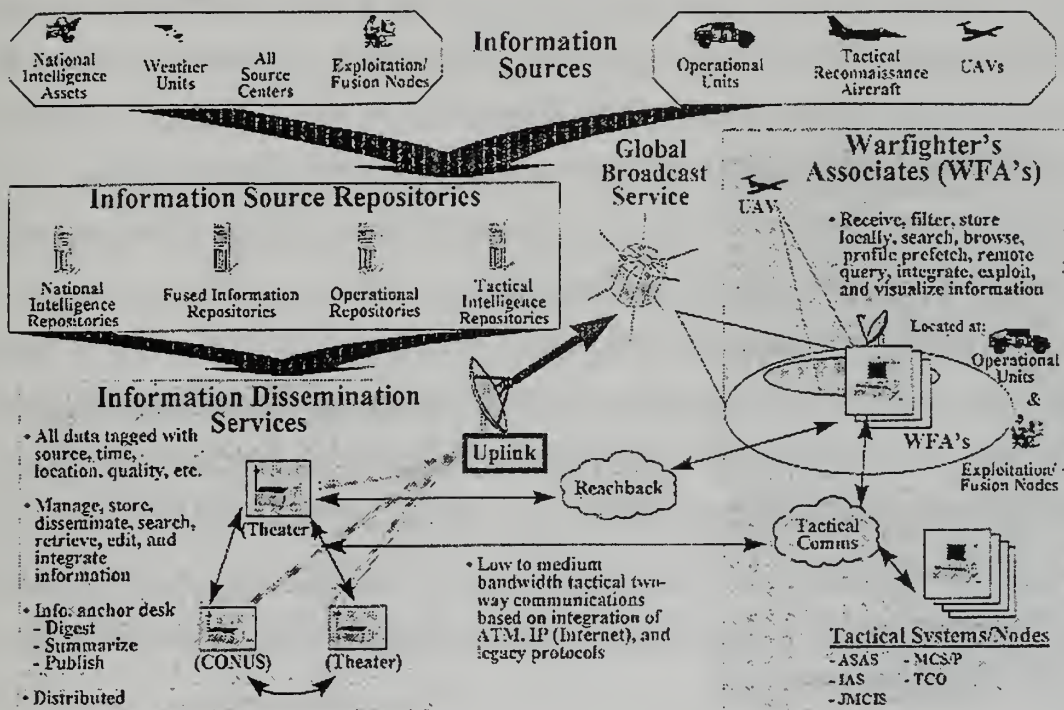 Information
Sources
National
Intelligence
Assets
Weather
Units
All
Source
Centers
Exploitation/
Fusion Nodes
Operational
Units
Tactical
Reconnaissance
Aircraft
UAVs
Information Source Repositories
National
Intelligence
Repositories
Fused Information
Repositories
Operational
Repositories
Tactical
Intelligence
Repositories
Global
Broadcast
Service
Warfighter's
Associates (WFA's)
UAV
• Receive, filter, store
locally, search, browse,
profile prefetch, remote
query, integrate, exploit,
and visualize information
Located at:
Operational
Units
&
Exploitation/
Fusion Nodes
WFA's
Information Dissemination
Services
• All data tagged with
source, time,
location, quality, etc.
• Manage, store,
disseminate, search,
retrieve, edit, and
integrate
information
• Info. anchor desk
- Digest
- Summarize
- Publish
• Distributed
Uplink
(Theater)
(CONUS)
(Theater)
Reachback
Tactical
Comms
• Low to medium
bandwidth tactical two-
way communications
based on integration of
ATM, IP (Internet), and
legacy protocols
Tactical Systems/Nodes
- ASAS - MCS/P
- IAS - TCO
- JMCIS